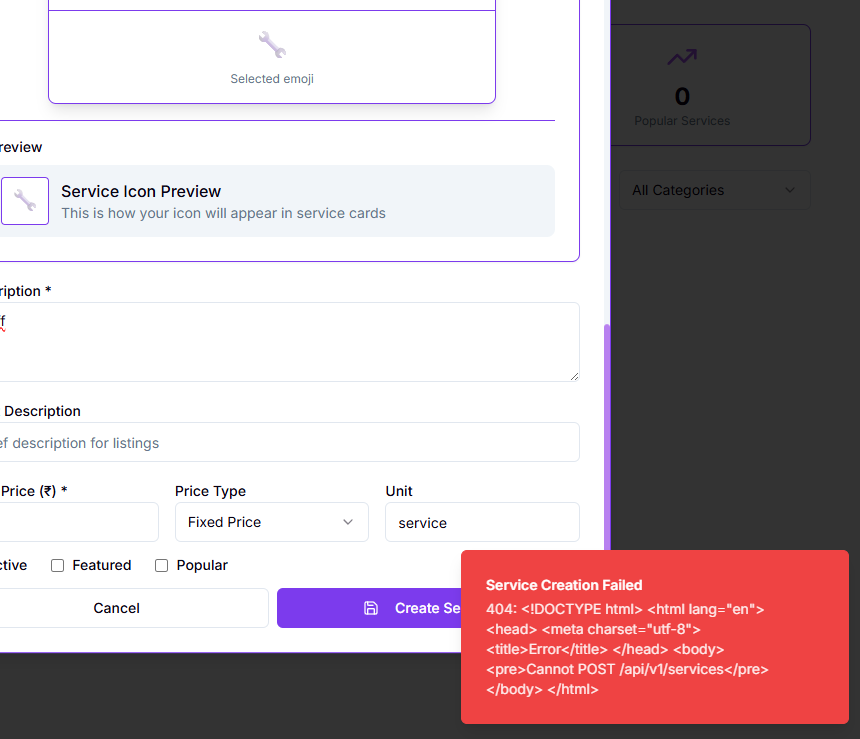 Selected emoji
0
Popular Services
review
Service Icon Preview
This is how your icon will appear in service cards
All Categories
ription *
f
Description
ef description for listings
Price (₹) *
Price Type
Unit
Fixed Price
service
ctive
Featured
Popular
Cancel
Create Se
Service Creation Failed
404: <!DOCTYPE html> <html lang="en">
<head> <meta charset="utf-8">
<title>Error</title> </head> <body>
<pre>Cannot POST /api/v1/services</pre>
</body> </html>